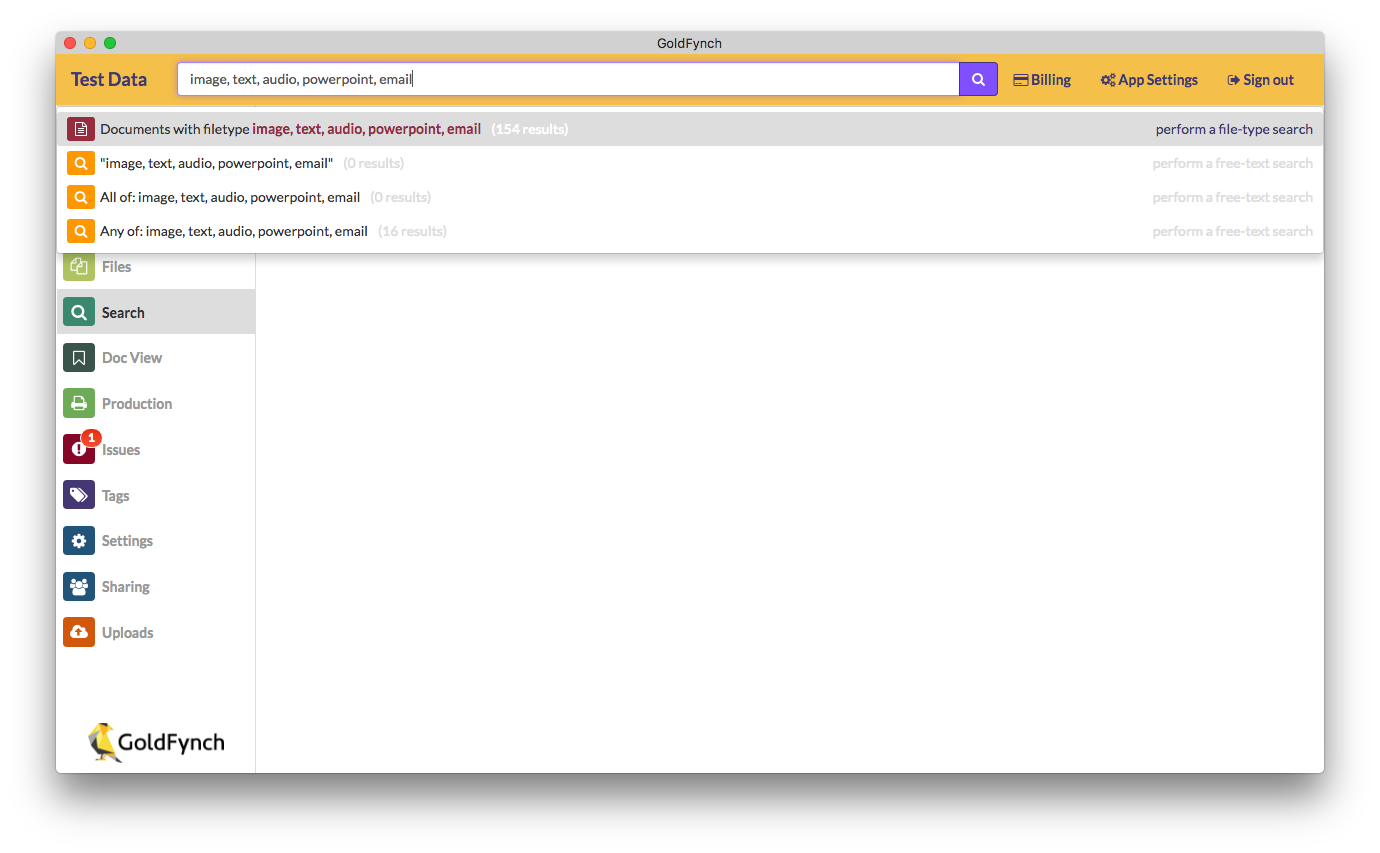 GoldFynch
Test Data image, text, audio, powerpoint, email Billing App Settings Sign out
Documents with filetype image, text, audio, powerpoint, email (154 results) perform a file-type search
"image, text, audio, powerpoint, email" (0 results) perform a free-text search
All of: image, text, audio, powerpoint, email (0 results) perform a free-text search
Any of: image, text, audio, powerpoint, email (16 results) perform a free-text search
Files
Search
Doc View
Production
1
Issues
Tags
Settings
Sharing
Uploads
GoldFynch